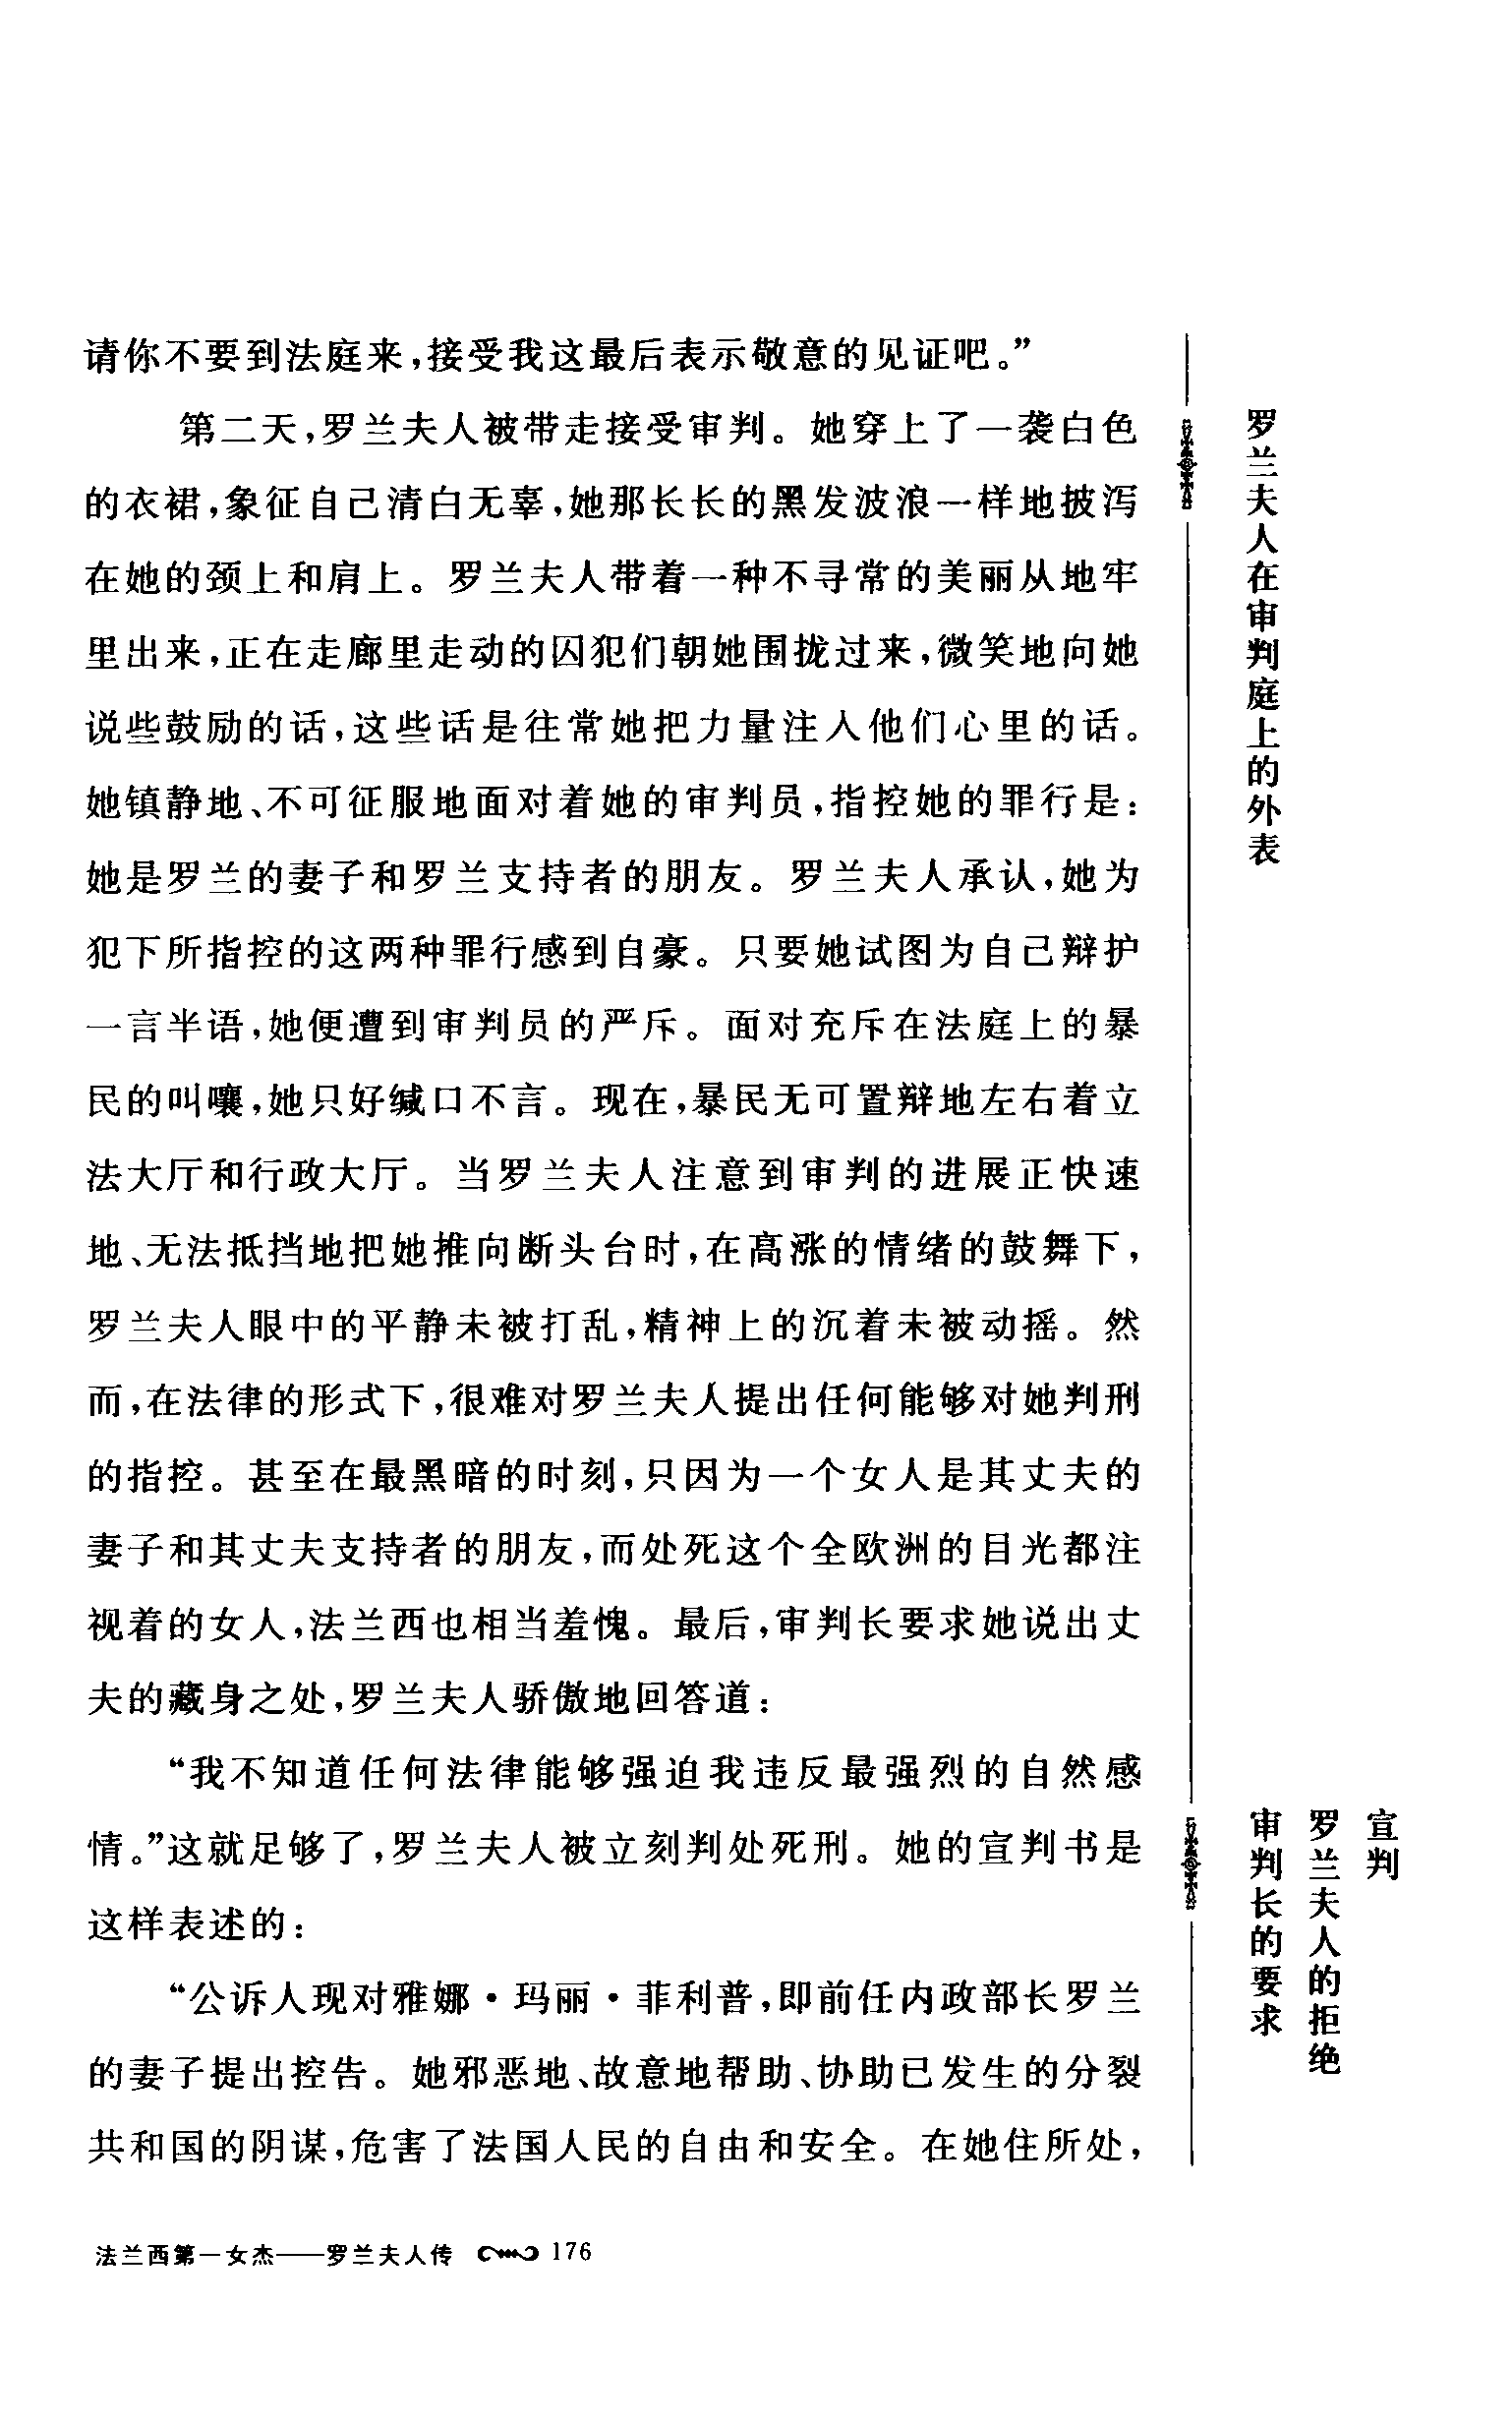 请你不要到法庭来,接受我这最后表示敬意的见证吧。”
第二天,罗兰夫人被带走接受审判。她穿上了一袭白色
的衣裙,象征自己清白无辜,她那长长的黑发波浪一样地披泻
在她的颈上和肩上。罗兰夫人带着一种不寻常的美丽从地牢
里出来,正在走廊里走动的囚犯们朝她围拢过来,微笑地向她
说些鼓励的话,这些话是往常她把力量注入他们心里的话。
她镇静地、不可征服地面对着她的审判员,指控她的罪行是:
她是罗兰的妻子和罗兰支持者的朋友。罗兰夫人承认,她为
犯下所指控的这两种罪行感到自豪。只要她试图为自己辩护
一言半语,她便遭到审判员的严斥。面对充斥在法庭上的暴
民的叫嚷,她只好缄口不言。现在,暴民无可置辩地左右着立
法大厅和行政大厅。当罗兰夫人注意到审判的进展正快速
地、无法抵挡地把她推向断头台时,在高涨的情绪的鼓舞下,
罗兰夫人眼中的平静未被打乱,精神上的沉着未被动摇。然
而,在法律的形式下,很难对罗兰夫人提出任何能够对她判刑
的指控。甚至在最黑暗的时刻,只因为一个女人是其丈夫的
妻子和其丈夫支持者的朋友,而处死这个全欧洲的目光都注
视着的女人,法兰西也相当羞愧。最后,审判长要求她说出丈
夫的藏身之处,罗兰夫人骄傲地回答道:
“我不知道任何法律能够强迫我违反最强烈的自然感
情。”这就足够了,罗兰夫人被立刻判处死刑。她的宣判书是
这样表述的:
“公诉人现对雅娜·玛丽·菲利普,即前任内政部长罗兰
的妻子提出控告。她邪恶地、故意地帮助、协助已发生的分裂
共和国的阴谋,危害了法国人民的自由和安全。在她住所处,
罗兰夫人在审判庭上的外表
审判长的要求
罗兰夫人的拒绝
宣判
法兰西第一女杰——罗兰夫人传 176